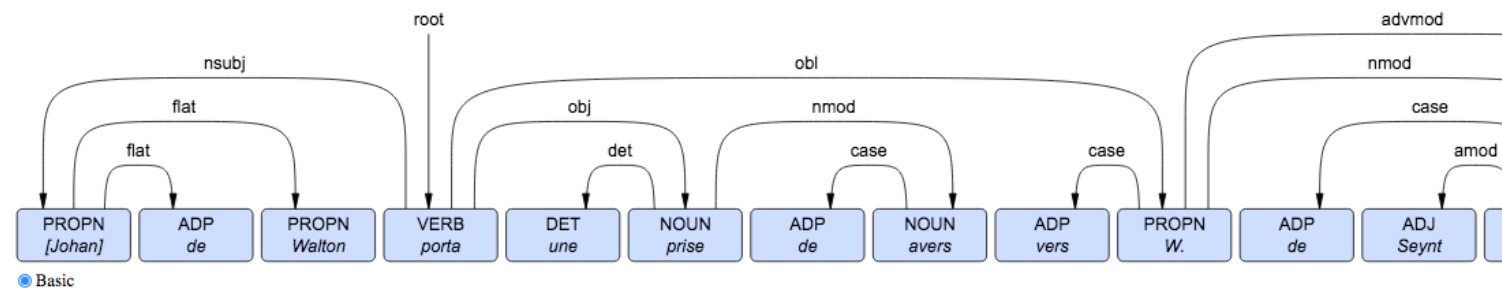 root advmod
nsubj obl nmod
flat obj nmod case
flat det case case amod
PROPN ADP PROPN VERB DET NOUN ADP NOUN ADP PROPN ADP ADJ
[Johan] de Walton porta une prise de avers vers W. de Seynt
Basic